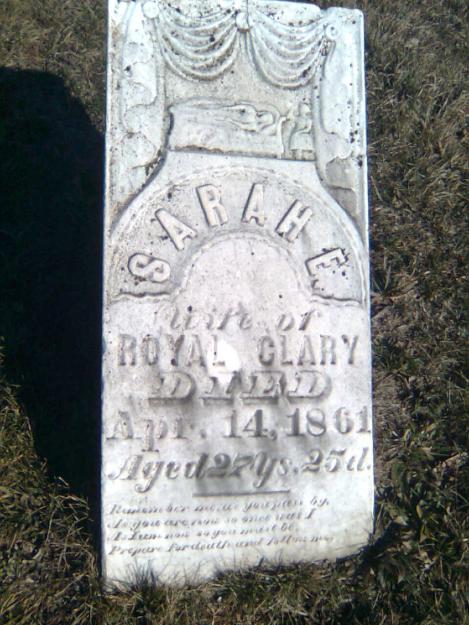 SARAH E.
Wife of
ROYAL CLARY
DIED
Apr. 14, 1861
Aged 27 Ys. 25 d.
Remember me, as you pass by,
As you are now so once was I
As I am now so you must be,
Prepare for death and follow me.